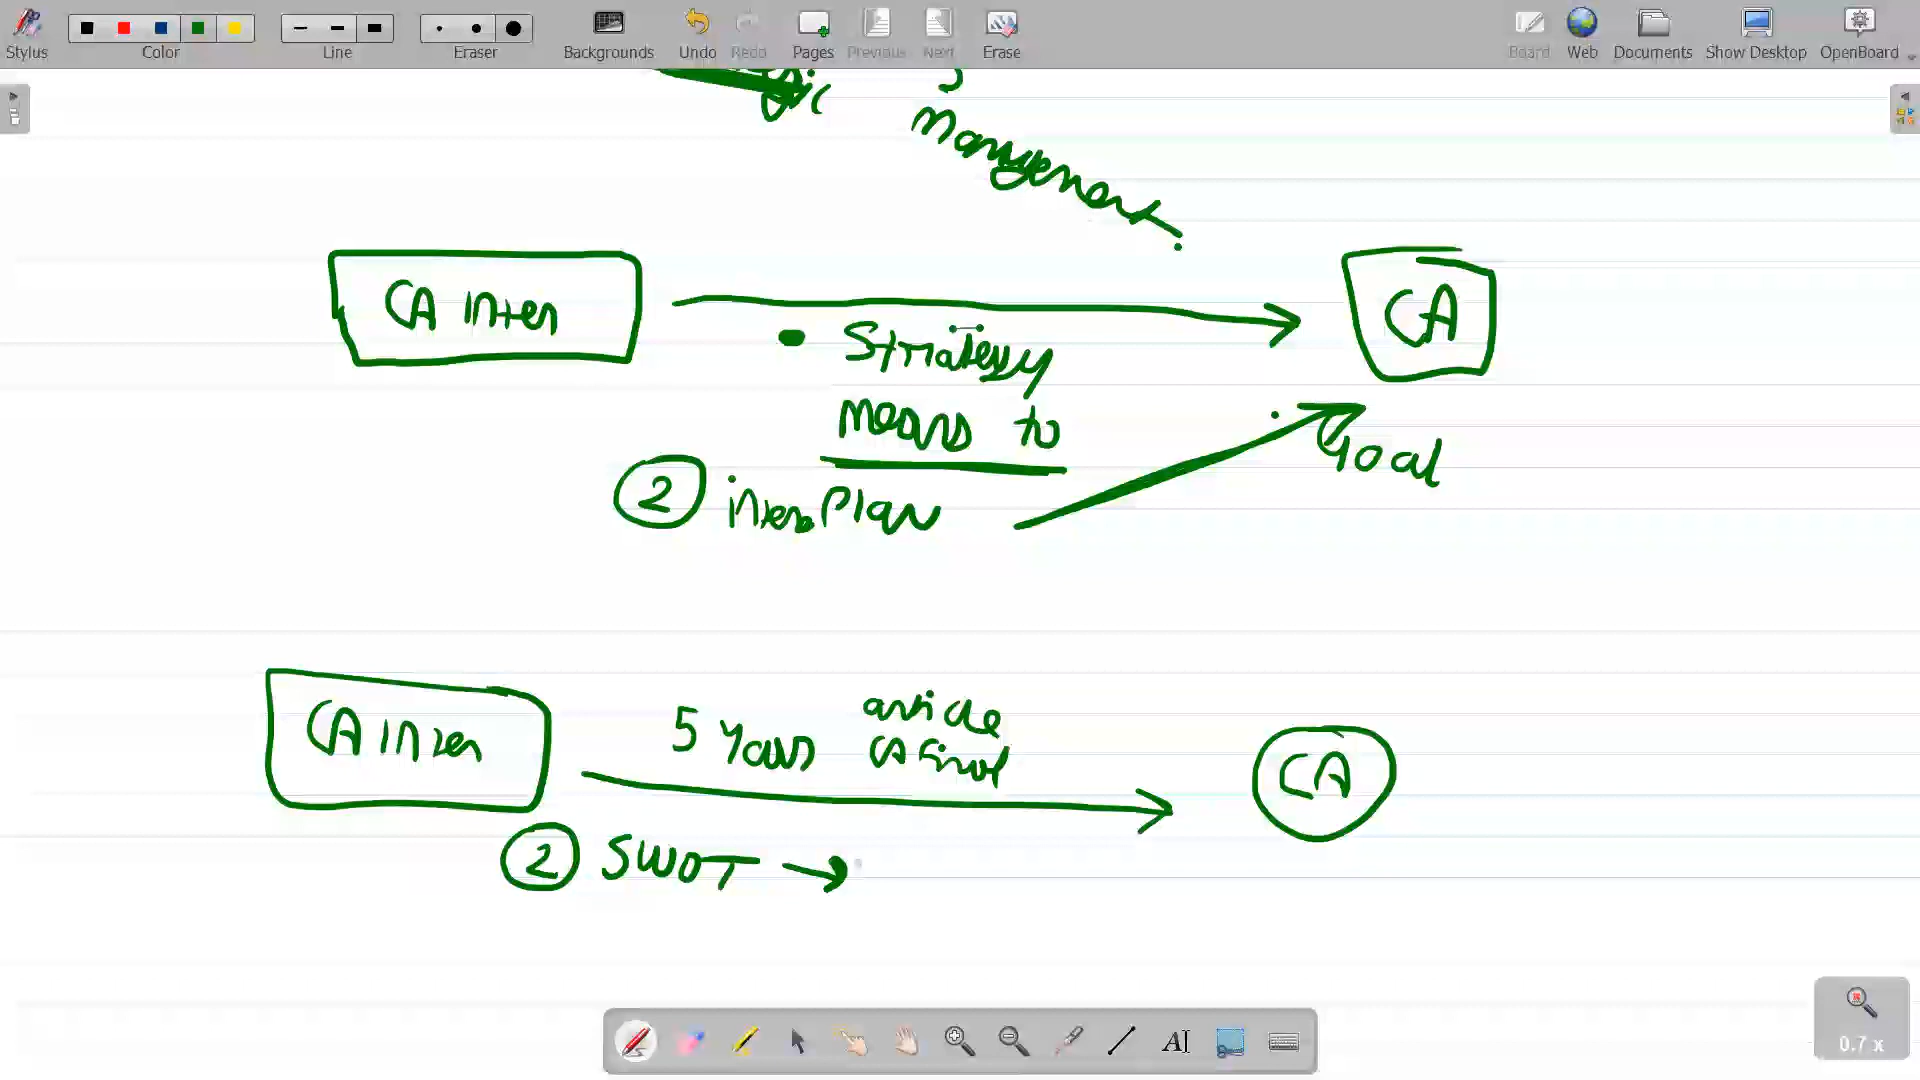 Stylus
Color
Line
Eraser
Backgrounds
Undo
Redo
Pages
Previous
Next
Erase
Board
Web
Documents
Show Desktop
OpenBoard
Management.
CA Inter
CA
Strategy
means to
Goal
2
Plan
CA Inter
5 Years
article
CA Final
CA
2 SWOT →
AI
0.7 x